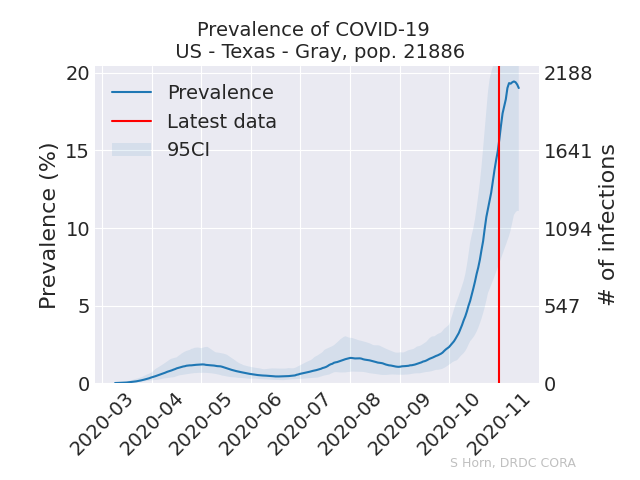 Prevalence of COVID-19
US - Texas - Gray, pop. 21886
Prevalence
Latest data
95CI
Prevalence (%)
20
15
10
5
0
2188
1641
1094
547
0
# of infections
2020-03
2020-04
2020-05
2020-06
2020-07
2020-08
2020-09
2020-10
2020-11
S Horn, DRDC CORA